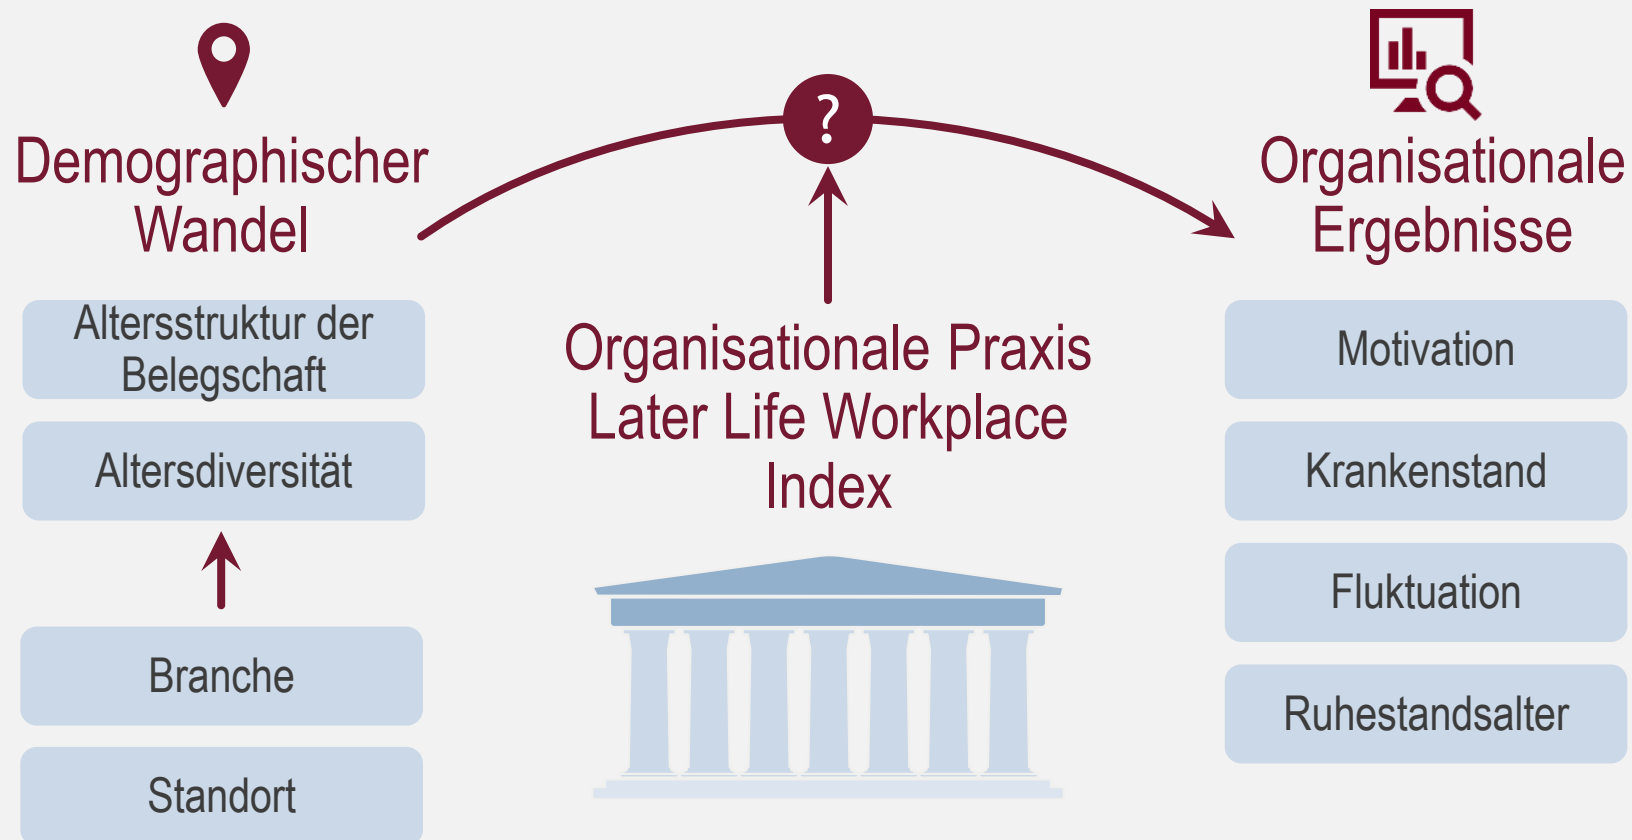 Demographischer
Wandel
Altersstruktur der
Belegschaft
Altersdiversität
Branche
Standort
?
Organisationale Praxis
Later Life Workplace
Index
Organisationale
Ergebnisse
Motivation
Krankenstand
Fluktuation
Ruhestandsalter